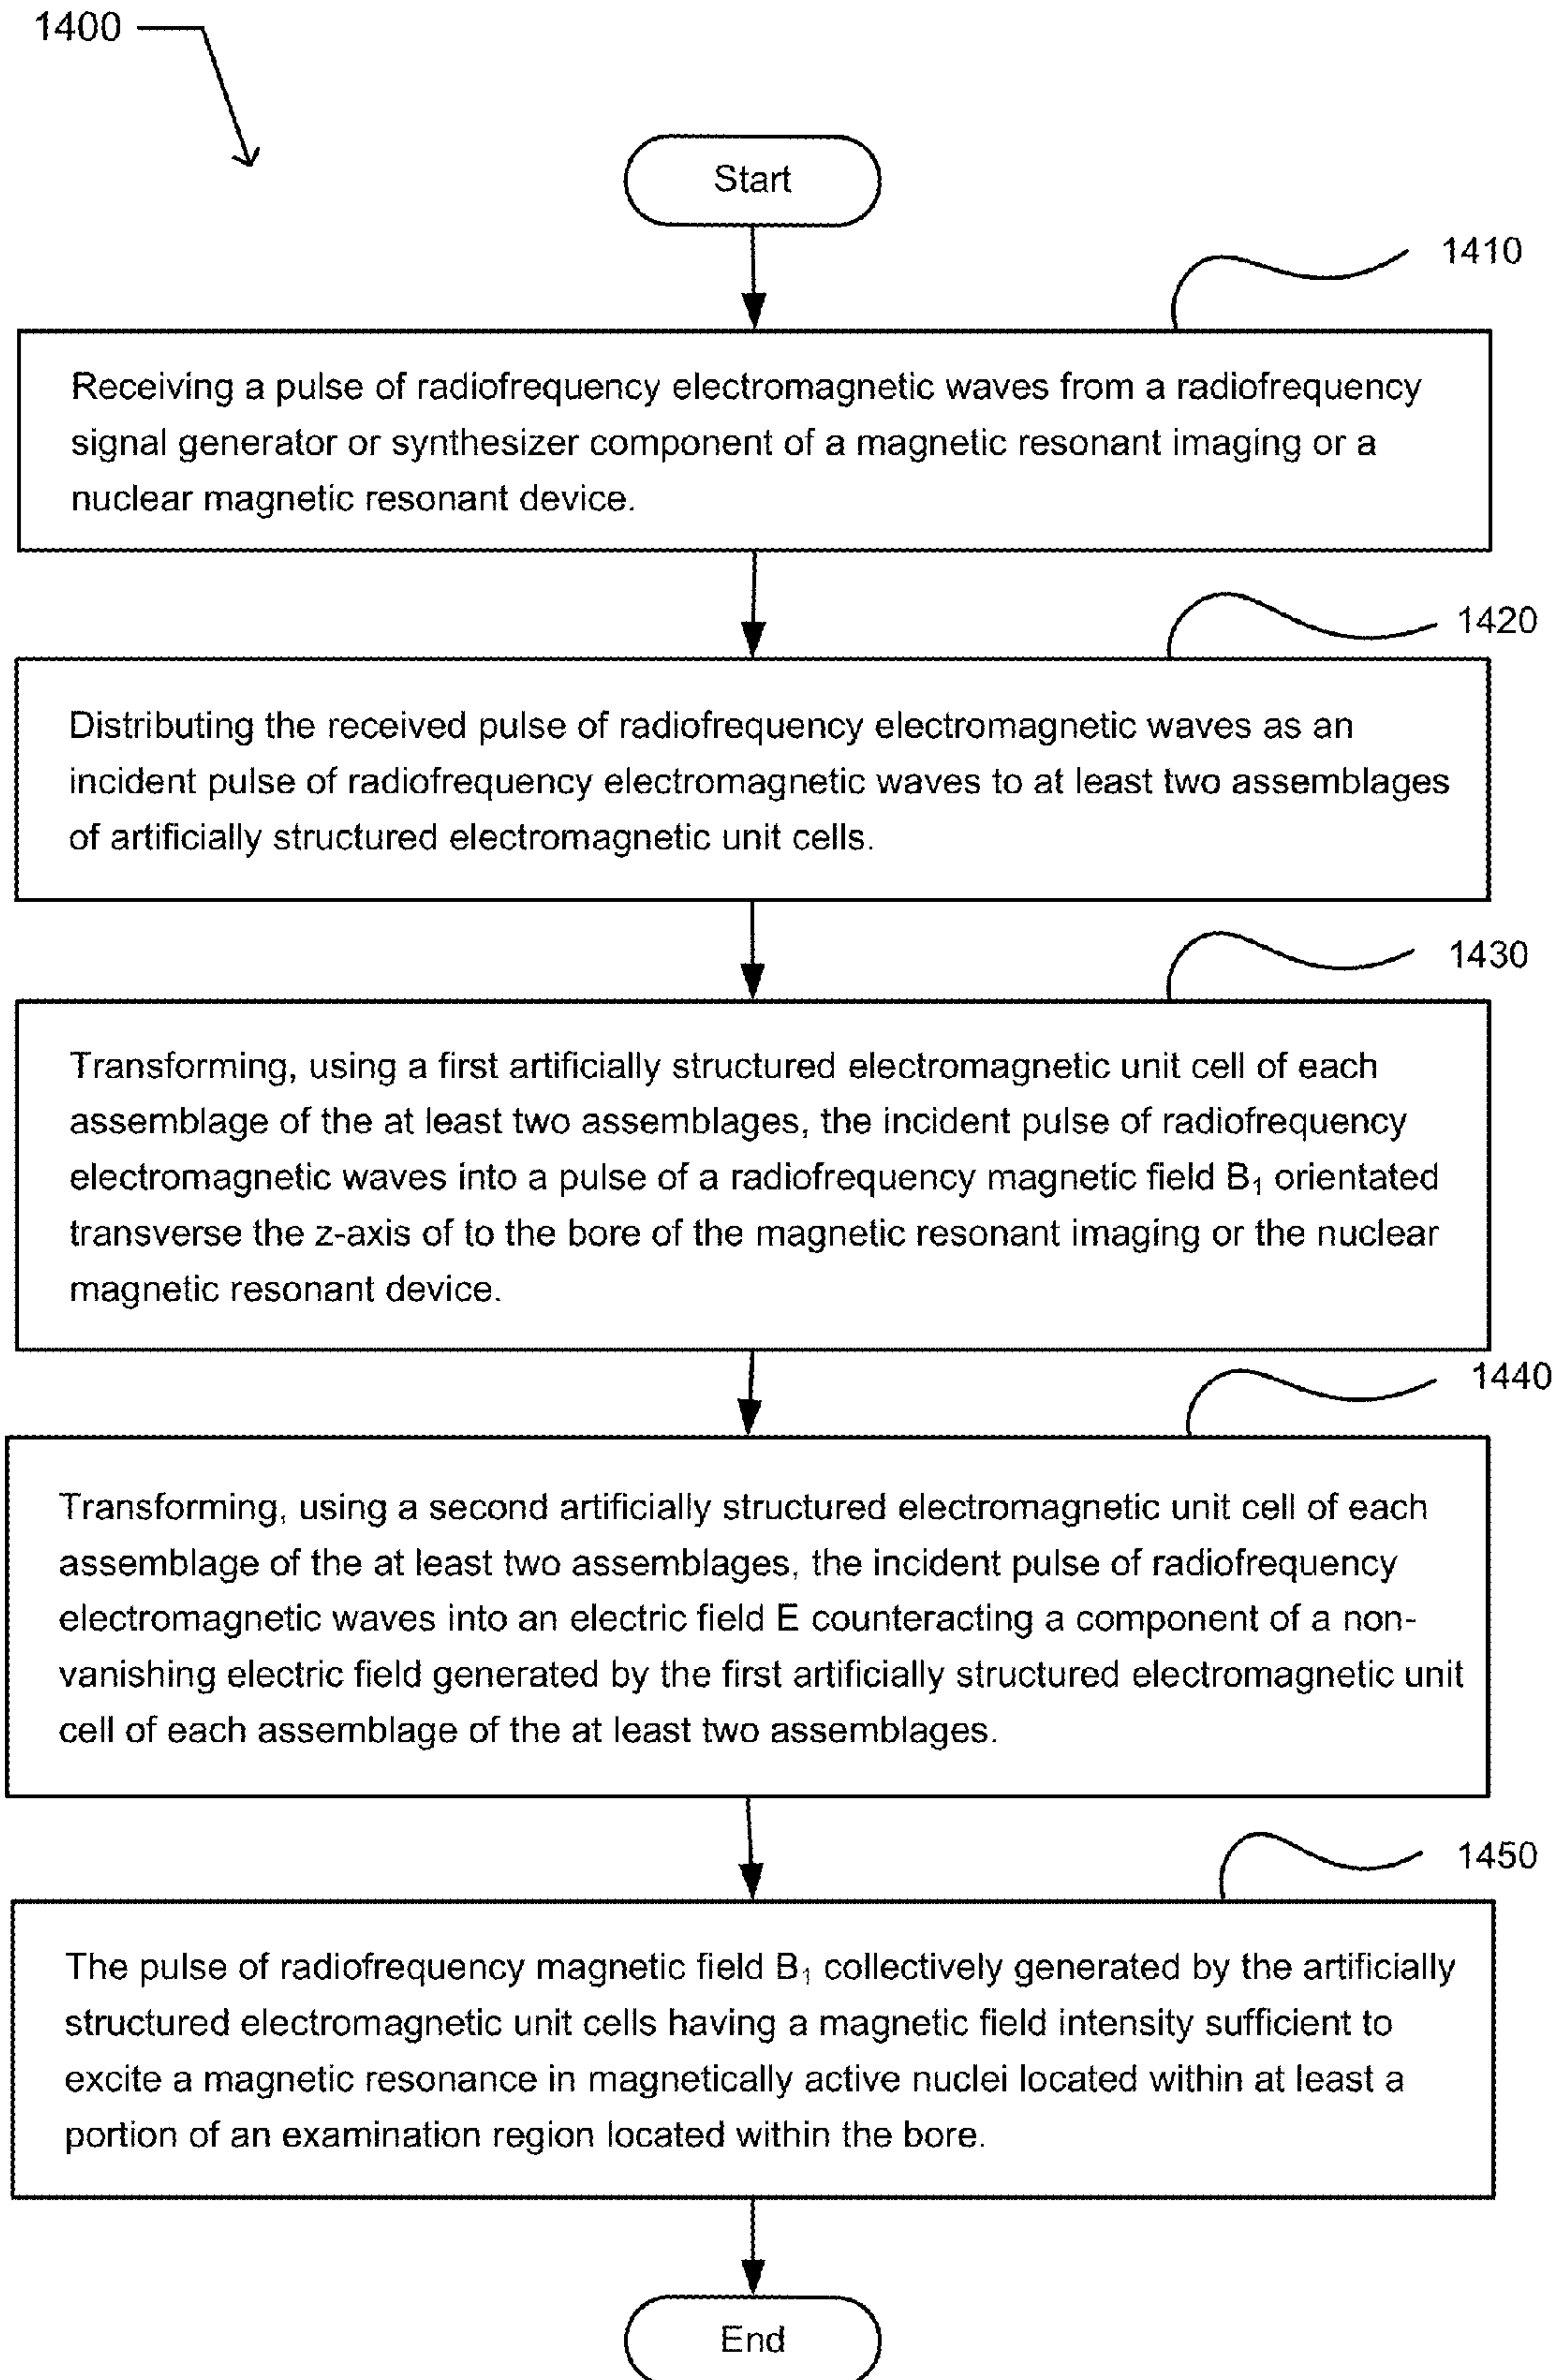 1400
Start
1410
Receiving a pulse of radiofrequency electromagnetic waves from a radiofrequency
signal generator or synthesizer component of a magnetic resonant imaging or a
nuclear magnetic resonant device.
1420
Distributing the received pulse of radiofrequency electromagnetic waves as an
incident pulse of radiofrequency electromagnetic waves to at least two assemblages
of artificially structured electromagnetic unit cells.
1430
Transforming, using a first artificially structured electromagnetic unit cell of each
assemblage of the at least two assemblages, the incident pulse of radiofrequency
electromagnetic waves into a pulse of a radiofrequency magnetic field B₁ orientated
transverse the z-axis of to the bore of the magnetic resonant imaging or the nuclear
magnetic resonant device.
1440
Transforming, using a second artificially structured electromagnetic unit cell of each
assemblage of the at least two assemblages, the incident pulse of radiofrequency
electromagnetic waves into an electric field E counteracting a component of a non-
vanishing electric field generated by the first artificially structured electromagnetic unit
cell of each assemblage of the at least two assemblages.
1450
The pulse of radiofrequency magnetic field B₁ collectively generated by the artificially
structured electromagnetic unit cells having a magnetic field intensity sufficient to
excite a magnetic resonance in magnetically active nuclei located within at least a
portion of an examination region located within the bore.
End